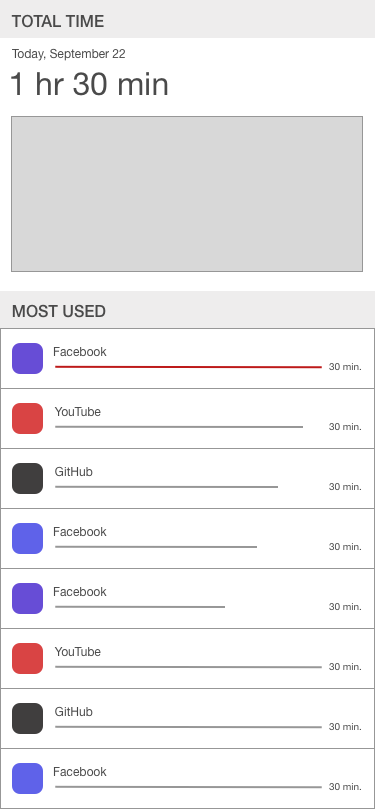 TOTAL TIME
Today, September 22
1 hr 30 min
MOST USED
Facebook
30 min.
YouTube
30 min.
GitHub
30 min.
Facebook
30 min.
Facebook
30 min.
YouTube
30 min.
GitHub
30 min.
Facebook
30 min.